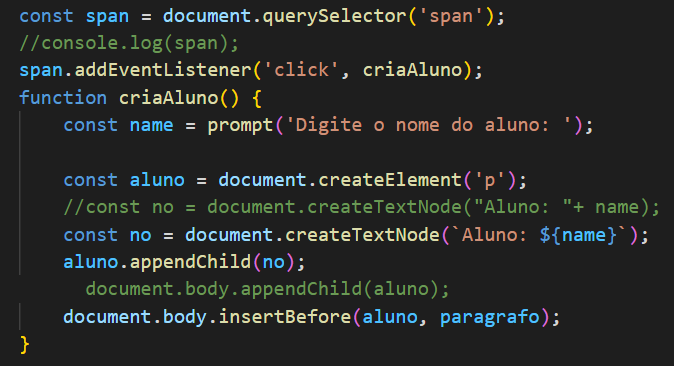 const span = document.querySelector('span');
//console.log(span);
span.addEventListener('click', criaAluno);
function criaAluno() {
const name = prompt('Digite o nome do aluno: ');
const aluno = document.createElement('p');
//const no = document.createTextNode("Aluno: "+ name);
const no = document.createTextNode(`Aluno: ${name}`);
aluno.appendChild(no);
document.body.appendChild(aluno);
document.body.insertBefore(aluno, paragrafo);
}